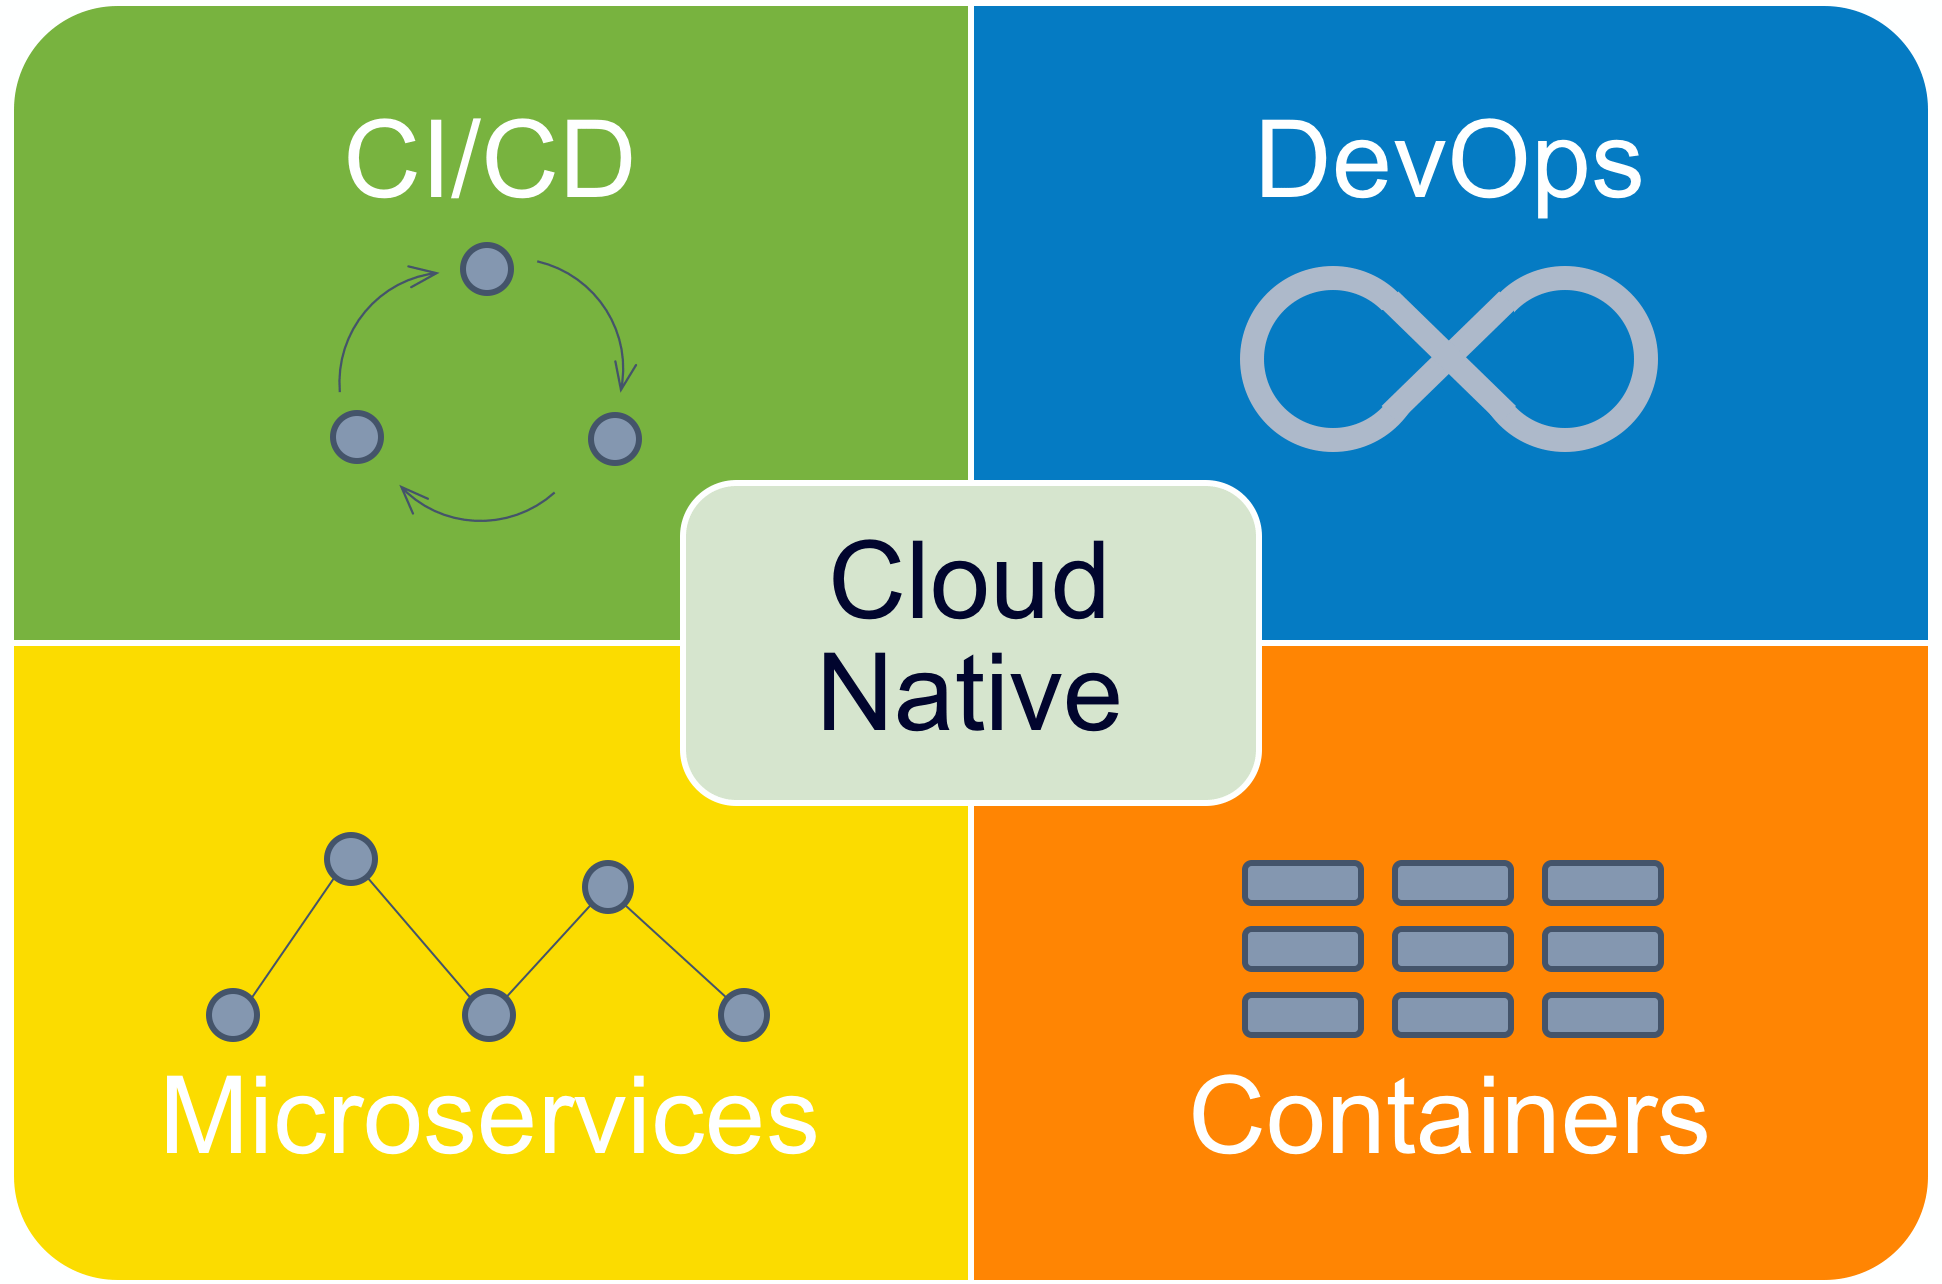 CI/CD
DevOps
Cloud
Native
Microservices
Containers